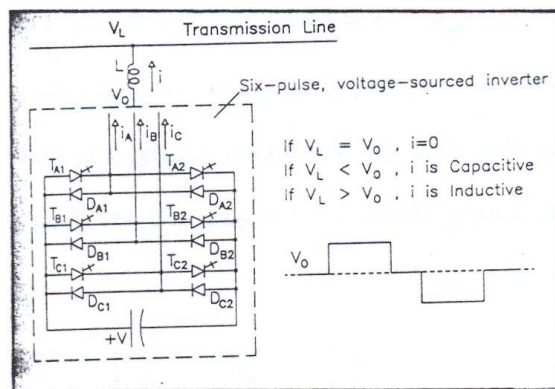 V_L Transmission Line
L i
V_O
Six-pulse, voltage-sourced inverter
i_A i_B i_C
If V_L = V_O , i=0
If V_L < V_O , i is Capacitive
If V_L > V_O , i is Inductive
T_A1 T_A2
D_A1 D_A2
T_B1 T_B2
D_B1 D_B2
V_O
T_C1 T_C2
D_C1 D_C2
+V